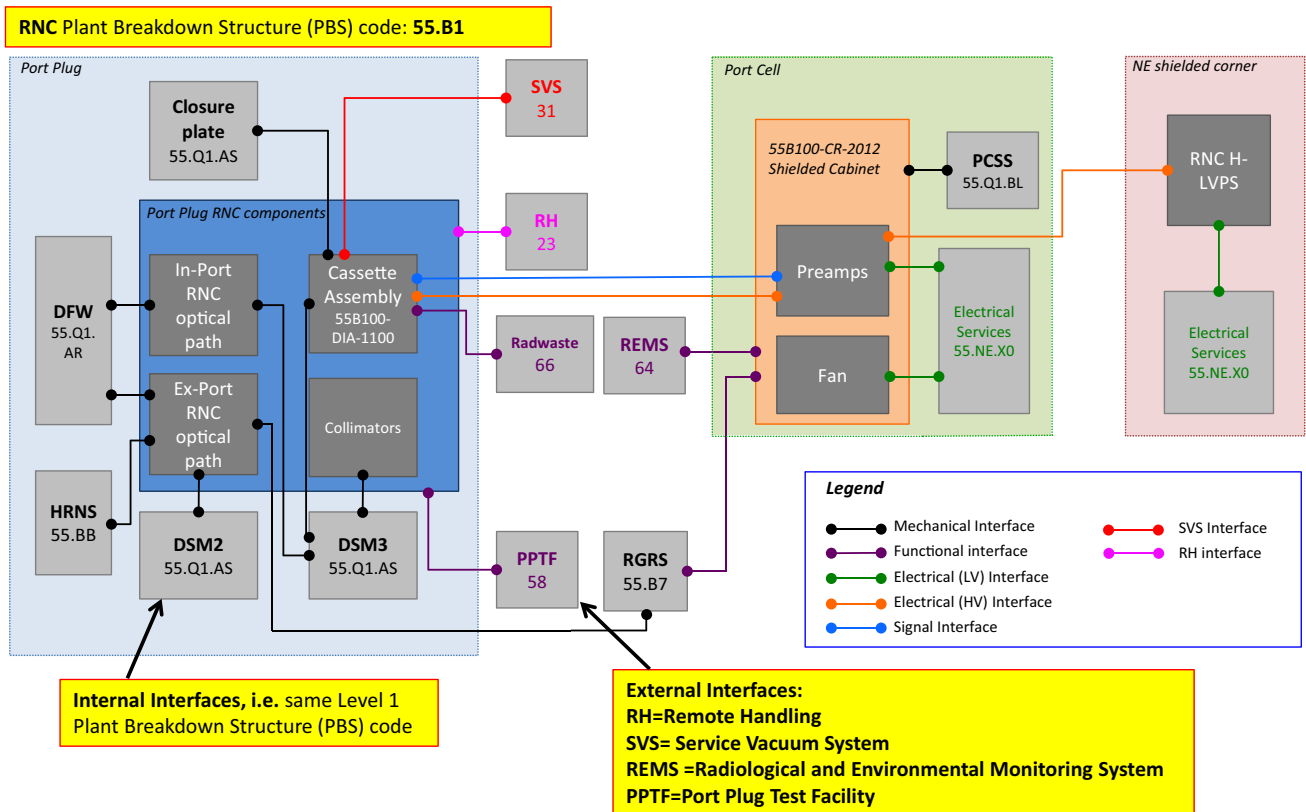 RNC Plant Breakdown Structure (PBS) code: 55.B1
Port Plug
Closure
plate
55.Q1.AS
SVS
31
Port Plug RNC components
RH
23
DFW
55.Q1.
AR
In-Port
RNC
optical
path
Cassette
Assembly
55B100-
DIA-1100
Ex-Port
RNC
optical
path
Collimators
Radwaste
66
REMS
64
HRNS
55.BB
DSM2
55.Q1.AS
DSM3
55.Q1.AS
PPTF
58
RGRS
55.B7
Port Cell
55B100-CR-2012
Shielded Cabinet
PCSS
55.Q1.BL
Preamps
Fan
Electrical
Services
55.NE.X0
NE shielded corner
RNC H-
LVPS
Electrical
Services
55.NE.X0
Legend
Mechanical Interface
Functional interface
Electrical (LV) Interface
Electrical (HV) Interface
Signal Interface
SVS Interface
RH interface
Internal Interfaces, i.e. same Level 1
Plant Breakdown Structure (PBS) code
External Interfaces:
RH=Remote Handling
SVS= Service Vacuum System
REMS =Radiological and Environmental Monitoring System
PPTF=Port Plug Test Facility